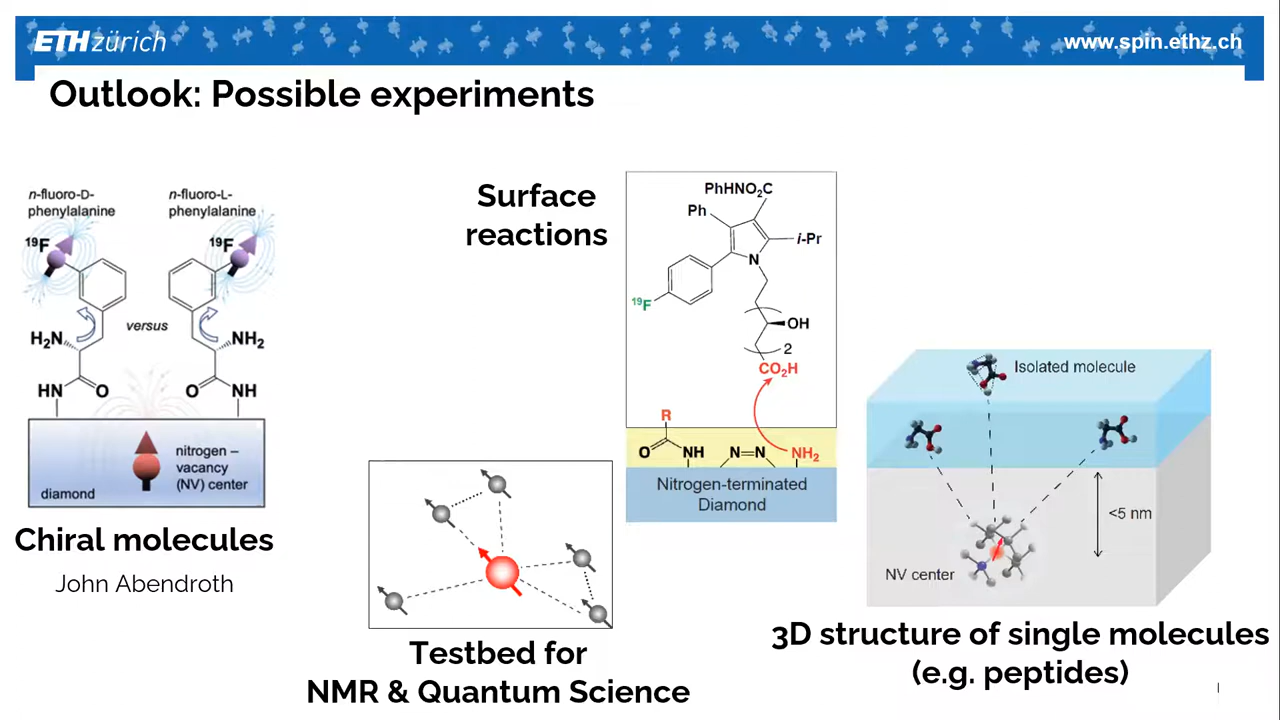 ETH zürich
www.spin.ethz.ch
Outlook: Possible experiments
n-fluoro-D-
phenylalanine
n-fluoro-L-
phenylalanine
19F
19F
versus
H2N
NH2
HN
O
O
NH
nitrogen –
vacancy
(NV) center
diamond
Chiral molecules
John Abendroth
Testbed for
NMR & Quantum Science
Surface
reactions
PhHNO2C
Ph
i-Pr
N
19F
OH
2
CO2H
R
O
NH
N=N
NH2
Nitrogen-terminated
Diamond
Isolated molecule
<5 nm
NV center
3D structure of single molecules
(e.g. peptides)